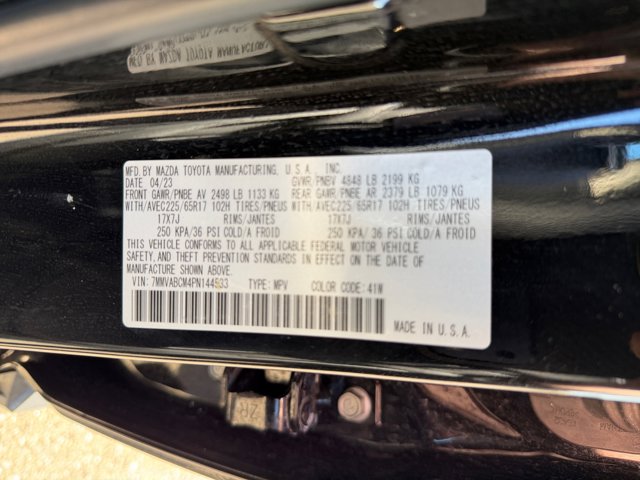 MFD.BY MAZDA TOYOTA MANUFACTURING, U.S.A., INC.
DATE 04/23 GVWR/PNBV 4848 LB 2199 KG
FRONT GAWR/PNBE AV 2498 LB 1133 KG REAR GAWR/PNBE AR 2379 LB 1079 KG
WITH/AVEC225/65R17 102H TIRES/PNEUS WITH/AVEC225/65R17 102H TIRES/PNEUS
17X7J RIMS/JANTES 17X7J RIMS/JANTES
250 KPA/36 PSI COLD/A FROID 250 KPA/36 PSI COLD/A FROID
THIS VEHICLE CONFORMS TO ALL APPLICABLE FEDERAL MOTOR VEHICLE
SAFETY, AND THEFT PREVENTION STANDARDS IN EFFECT ON THE DATE OF
MANUFACTURE SHOWN ABOVE.
VIN: 7MMVABCM4PN144533 TYPE: MPV COLOR CODE: 41W
MADE IN U.S.A.
2R